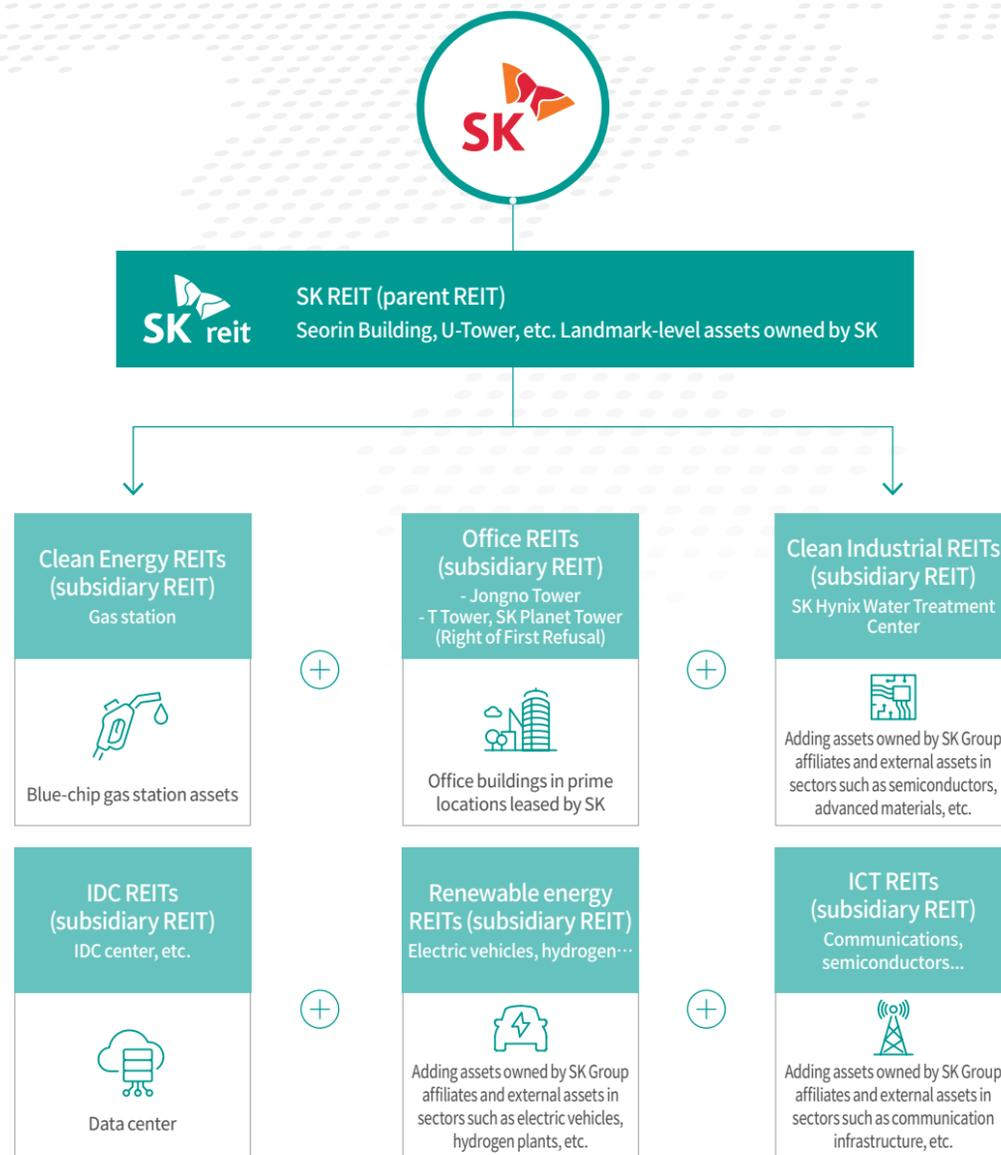 SK
SK reit
SK REIT (parent REIT)
Seorin Building, U-Tower, etc. Landmark-level assets owned by SK
Clean Energy REITs
(subsidiary REIT)
Gas station
Blue-chip gas station assets
Office REITs
(subsidiary REIT)
- Jongno Tower
- T Tower, SK Planet Tower
(Right of First Refusal)
Office buildings in prime
locations leased by SK
Clean Industrial REITs
(subsidiary REIT)
SK Hynix Water Treatment
Center
Adding assets owned by SK Group
affiliates and external assets in
sectors such as semiconductors,
advanced materials, etc.
IDC REITs
(subsidiary REIT)
IDC center, etc.
Data center
Renewable energy
REITs (subsidiary REIT)
Electric vehicles, hydrogen…
Adding assets owned by SK Group
affiliates and external assets in
sectors such as electric vehicles,
hydrogen plants, etc.
ICT REITs
(subsidiary REIT)
Communications,
semiconductors...
Adding assets owned by SK Group
affiliates and external assets in
sectors such as communication
infrastructure, etc.